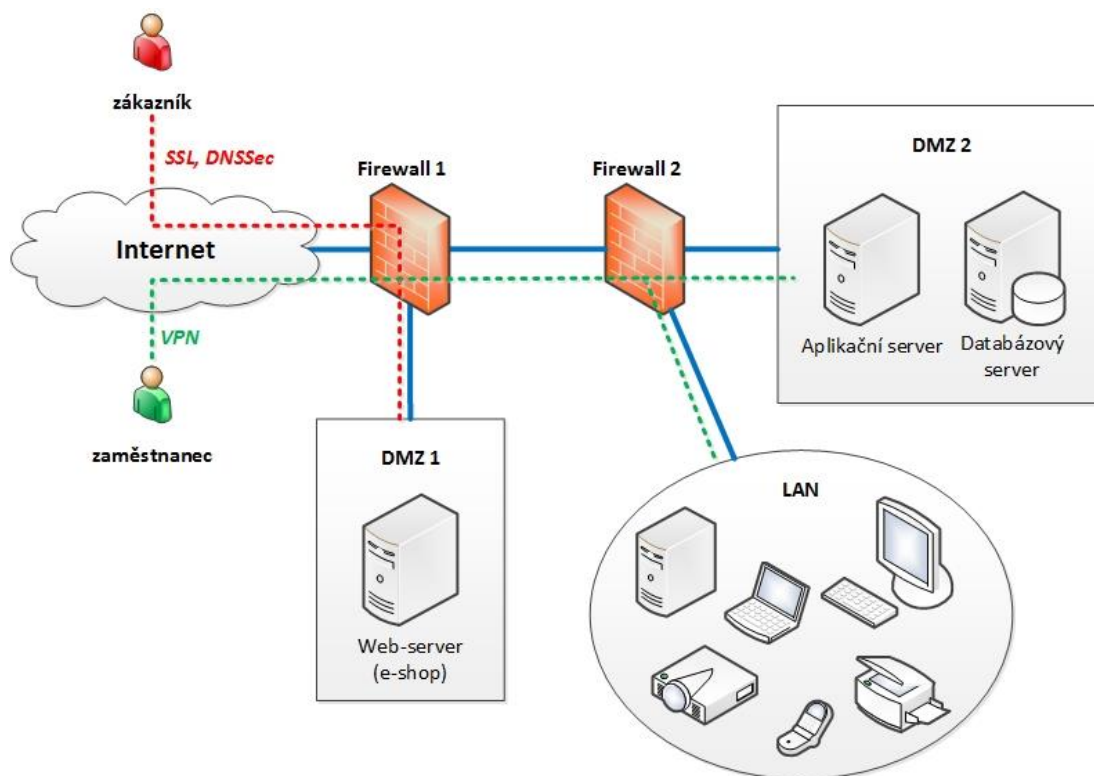 zákazník
SSL, DNSSec
Firewall 1
Firewall 2
DMZ 2
Internet
Aplikační server
Databázový
server
VPN
zaměstnanec
DMZ 1
LAN
Web-server
(e-shop)